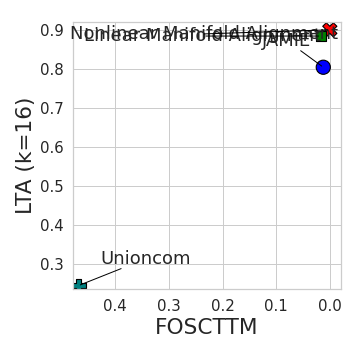 0.9
Nonlinear Manifold Alignment
Linear Manifold Alignment
JAMIE
0.8
0.7
0.6
LTA (k=16)
0.5
0.4
0.3
Unioncom
0.4 0.3 0.2 0.1 0.0
FOSCTTM